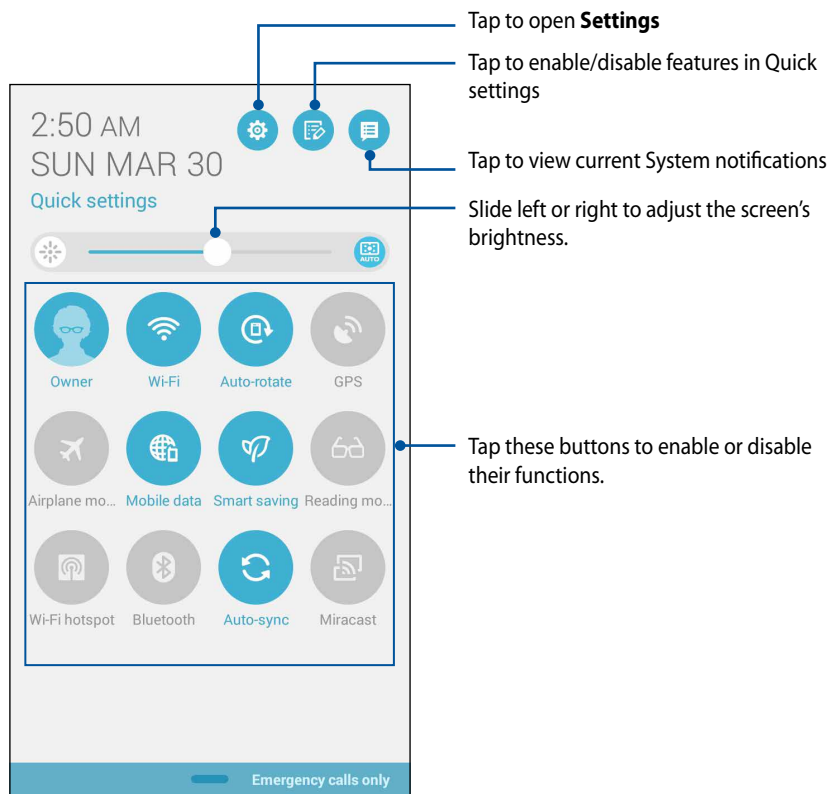 Tap to open Settings
Tap to enable/disable features in Quick
settings
Tap to view current System notifications
Slide left or right to adjust the screen's
brightness.
Tap these buttons to enable or disable
their functions.
2:50 AM
SUN MAR 30
Quick settings
AUTO
Owner Wi-Fi Auto-rotate GPS
Airplane mo... Mobile data Smart saving Reading mo...
Wi-Fi hotspot Bluetooth Auto-sync Miracast
Emergency calls only